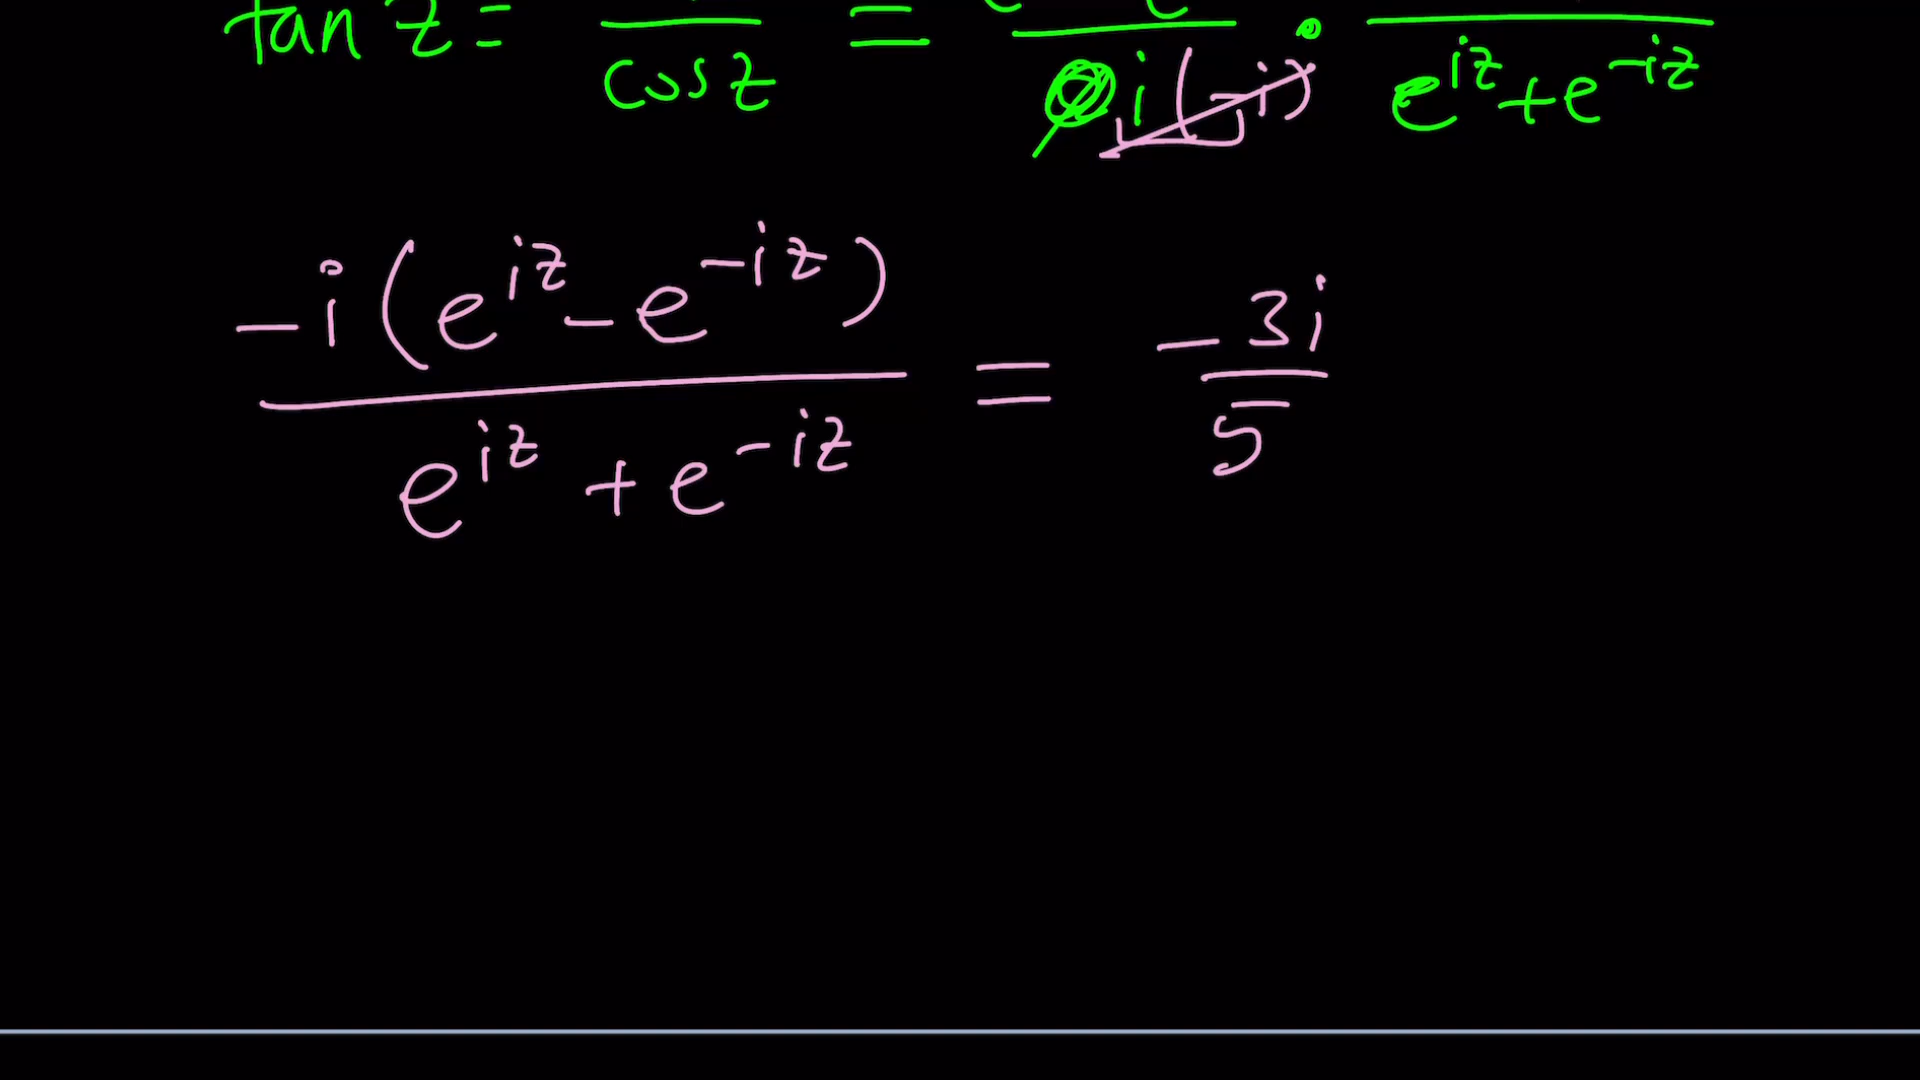 tan z = / cos z = / i(-i) · / e^{iz} + e^{-iz}
-i(e^{iz} - e^{-iz}) / e^{iz} + e^{-iz} = -3i / 5